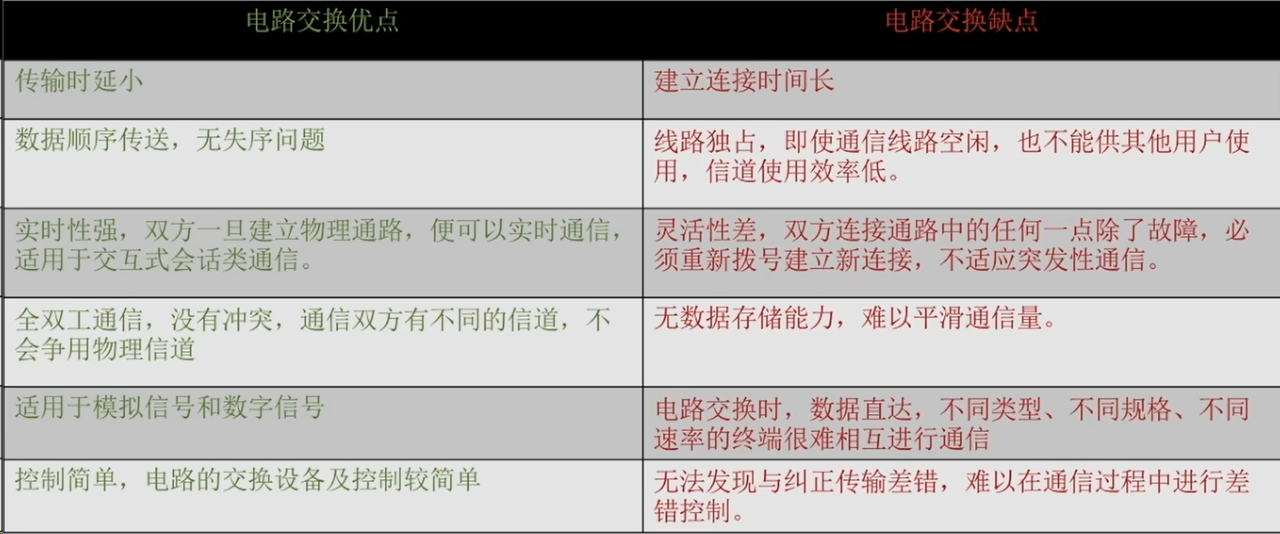 电路交换优点
电路交换缺点
传输时延小
建立连接时间长
数据顺序传送，无失序问题
线路独占，即使通信线路空闲，也不能供其他用户使
用，信道使用效率低。
实时性强，双方一旦建立物理通路，便可以实时通信，
适用于交互式会话类通信。
灵活性差，双方连接通路中的任何一点除了故障，必
须重新拨号建立新连接，不适应突发性通信。
全双工通信，没有冲突，通信双方有不同的信道，不
会争用物理信道
无数据存储能力，难以平滑通信量。
适用于模拟信号和数字信号
电路交换时，数据直达，不同类型、不同规格、不同
速率的终端很难相互进行通信
控制简单，电路的交换设备及控制较简单
无法发现与纠正传输差错，难以在通信过程中进行差
错控制。